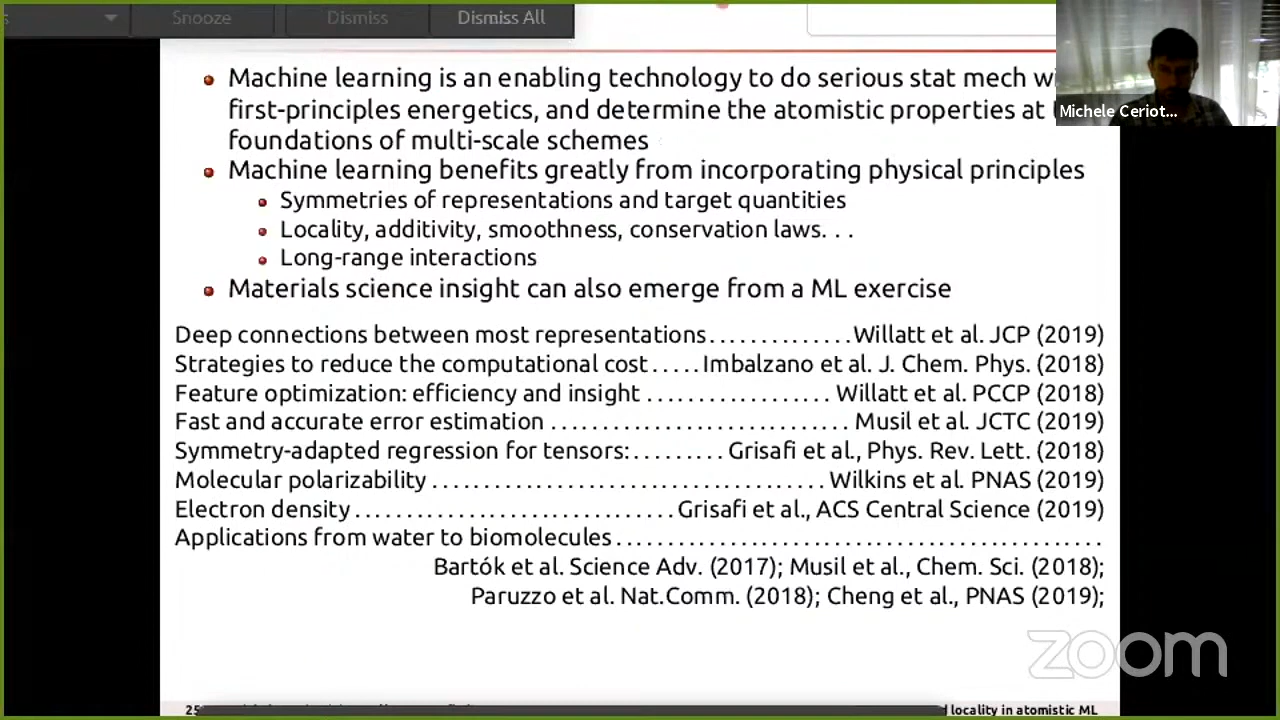 Snooze Dismiss Dismiss All
Machine learning is an enabling technology to do serious stat mech
first-principles energetics, and determine the atomistic properties at
Michele Ceriot...
foundations of multi-scale schemes
Machine learning benefits greatly from incorporating physical principles
Symmetries of representations and target quantities
Locality, additivity, smoothness, conservation laws. . .
Long-range interactions
Materials science insight can also emerge from a ML exercise
Deep connections between most representations. . . . . . . . . . . . . . Willatt et al. JCP (2019)
Strategies to reduce the computational cost . . . . . Imbalzano et al. J. Chem. Phys. (2018)
Feature optimization: efficiency and insight . . . . . . . . . . . . . . . . . . Willatt et al. PCCP (2018)
Fast and accurate error estimation . . . . . . . . . . . . . . . . . . . . . . . . . . . . . Musil et al. JCTC (2019)
Symmetry-adapted regression for tensors: . . . . . . . . . Grisafi et al., Phys. Rev. Lett. (2018)
Molecular polarizability . . . . . . . . . . . . . . . . . . . . . . . . . . . . . . . . . . . . . . Wilkins et al. PNAS (2019)
Electron density . . . . . . . . . . . . . . . . . . . . . . . . . . . . . . . Grisafi et al., ACS Central Science (2019)
Applications from water to biomolecules . . . . . . . . . . . . . . . . . . . . . . . . . . . . . . . . . . . . . . . . . . . . . . .
Bartók et al. Science Adv. (2017); Musil et al., Chem. Sci. (2018);
Paruzzo et al. Nat.Comm. (2018); Cheng et al., PNAS (2019);
zoom
25 locality in atomistic ML